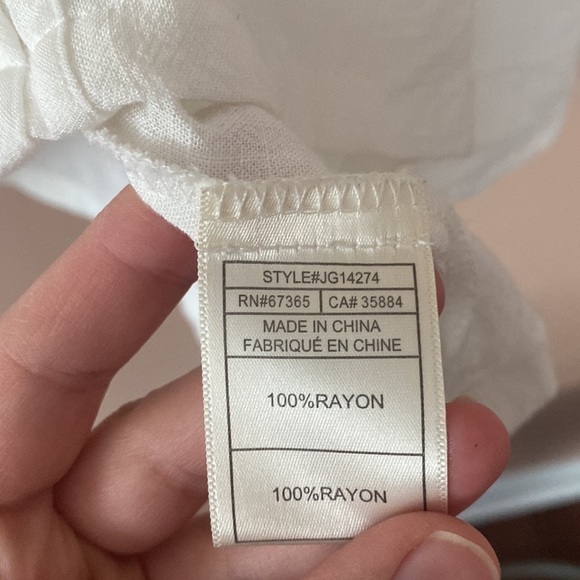 STYLE#JG14274
RN#67365 CA# 35884
MADE IN CHINA
FABRIQUÉ EN CHINE
100%RAYON
100%RAYON